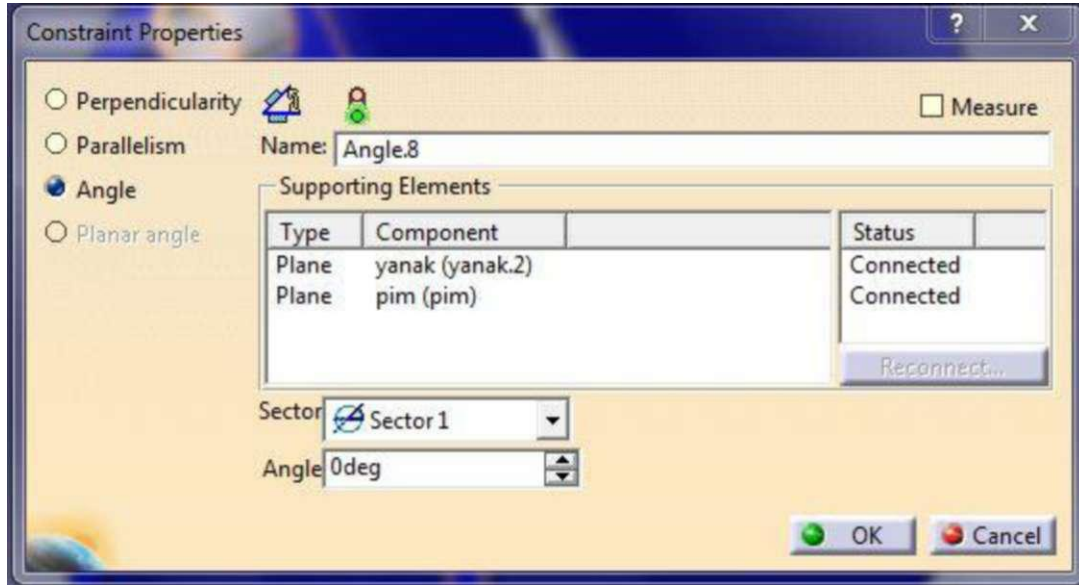 Constraint Properties
? X
Perpendicularity
Measure
Parallelism
Name: Angle.8
Angle
Supporting Elements
Planar angle
Type Component Status
Plane yanak (yanak.2) Connected
Plane pim (pim) Connected
Reconnect...
Sector Sector 1
Angle 0deg
OK Cancel